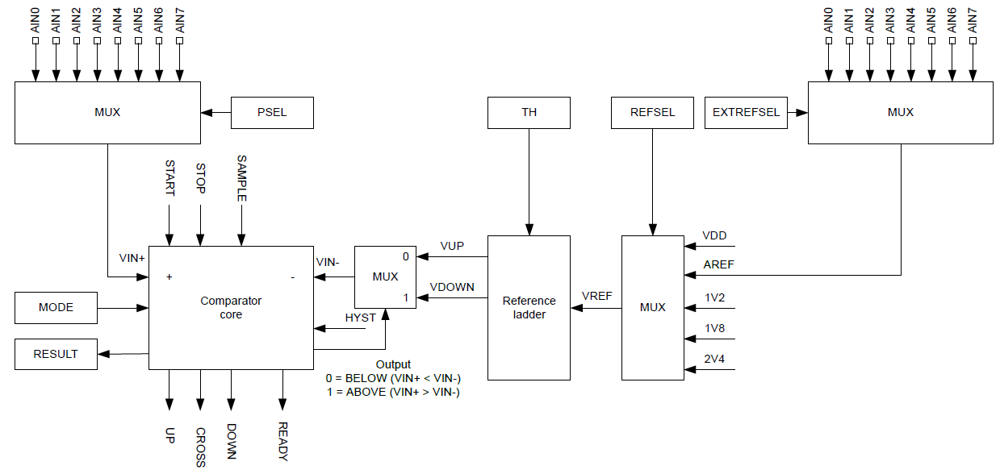 AIN0 AIN1 AIN2 AIN3 AIN4 AIN5 AIN6 AIN7
AIN0 AIN1 AIN2 AIN3 AIN4 AIN5 AIN6 AIN7
MUX
PSEL
TH
REFSEL
EXTREFSEL
MUX
START
STOP
SAMPLE
VIN+
+
-
Comparator
core
VIN-
0
MUX
1
VUP
VDOWN
HYST
Reference
ladder
VREF
MUX
VDD
AREF
1V2
1V8
2V4
MODE
RESULT
Output
0 = BELOW (VIN+ < VIN-)
1 = ABOVE (VIN+ > VIN-)
UP
CROSS
DOWN
READY